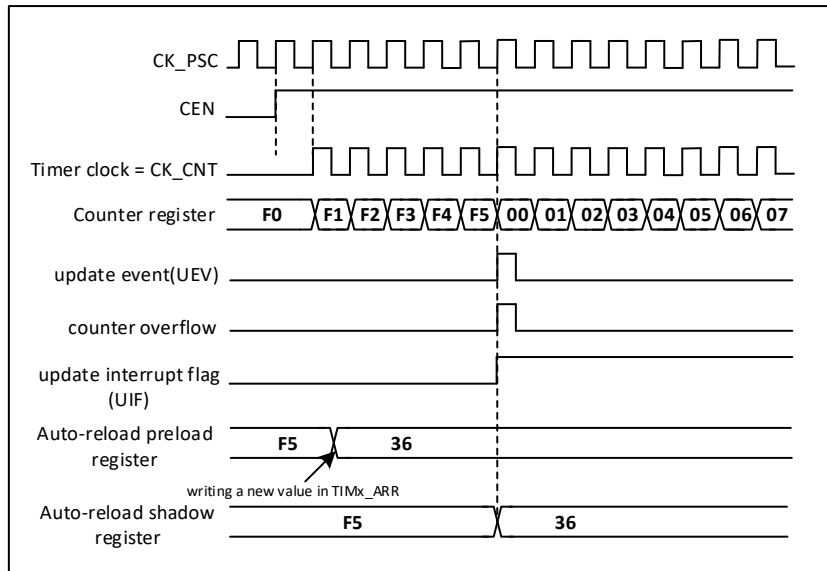 CK_PSC
CEN
Timer clock = CK_CNT
Counter register
F0 F1 F2 F3 F4 F5 00 01 02 03 04 05 06 07
update event(UEV)
counter overflow
update interrupt flag
(UIF)
Auto-reload preload
register
F5 36
writing a new value in TIMx_ARR
Auto-reload shadow
register
F5 36